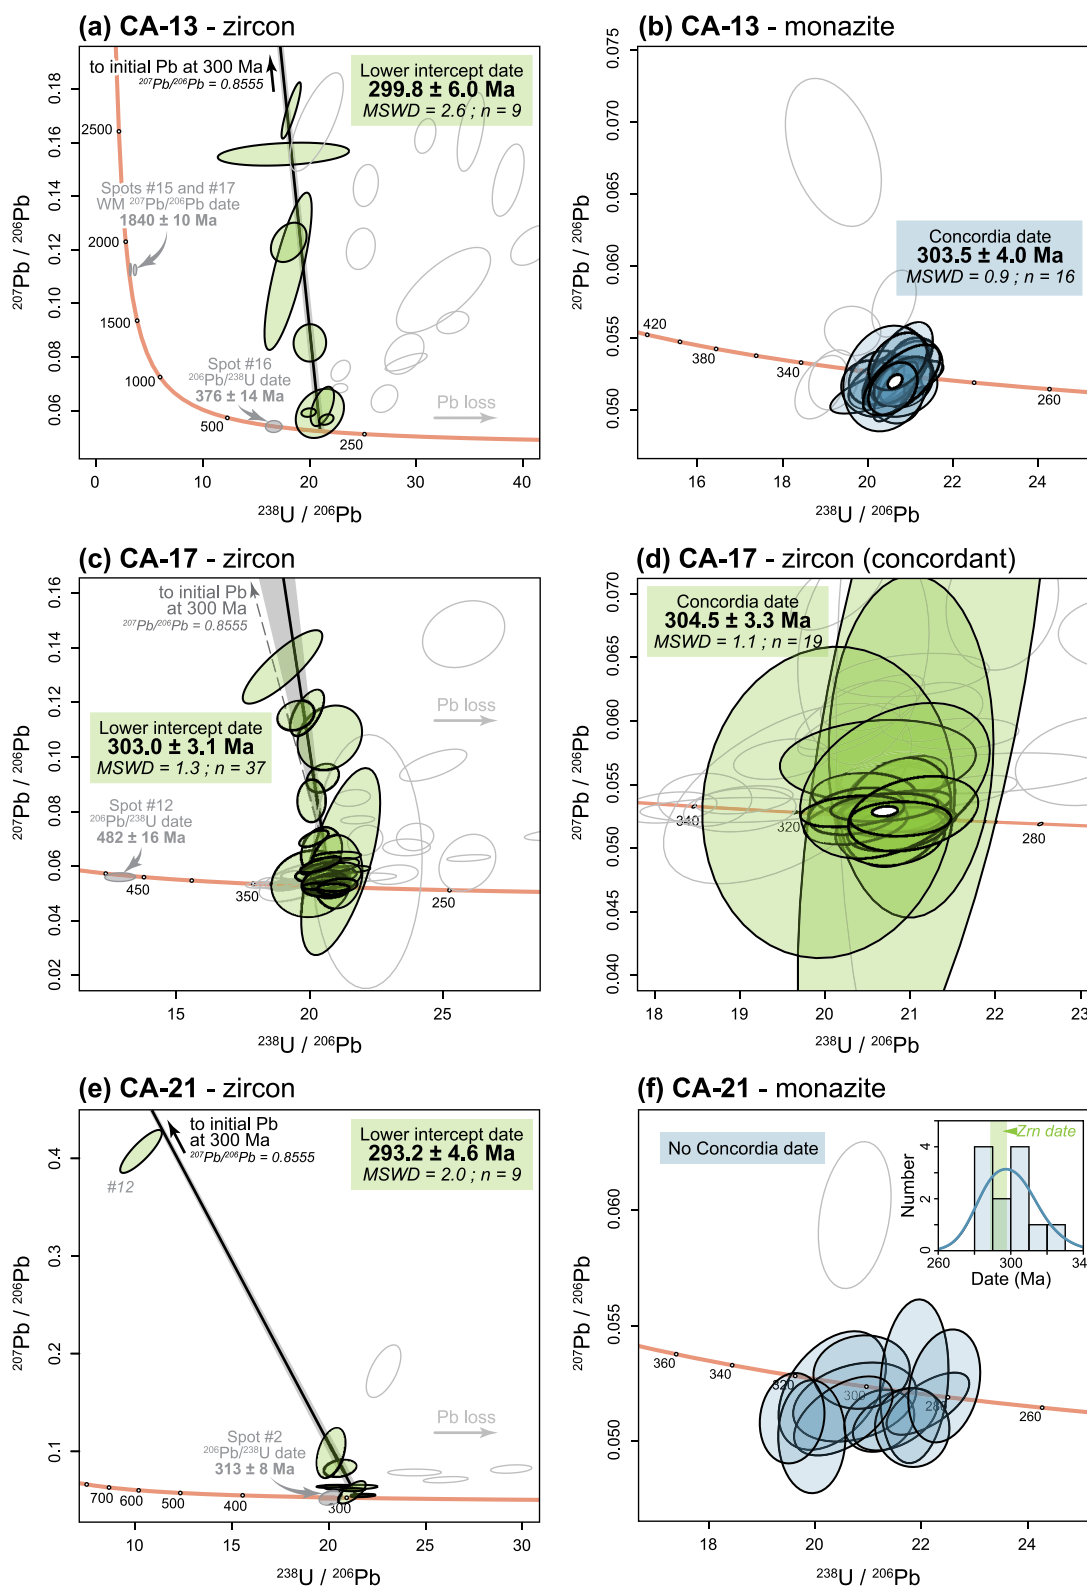 (a) CA-13 - zircon
to initial Pb at 300 Ma
207Pb/206Pb = 0.8555
Lower intercept date
299.8 ± 6.0 Ma
MSWD = 2.6 ; n = 9
Spots #15 and #17
WM 207Pb/206Pb date
1840 ± 10 Ma
Spot #16
206Pb/238U date
376 ± 14 Ma
Pb loss
2500
2000
1500
1000
500
250
0.18
0.16
0.14
0.12
0.10
0.08
0.06
207Pb / 206Pb
0 10 20 30 40
238U / 206Pb
(b) CA-13 - monazite
Concordia date
303.5 ± 4.0 Ma
MSWD = 0.9 ; n = 16
420
380
340
260
0.075
0.070
0.065
0.060
0.055
0.050
207Pb / 206Pb
16 18 20 22 24
238U / 206Pb
(c) CA-17 - zircon
to initial Pb
at 300 Ma
207Pb/206Pb = 0.8555
Pb loss
Lower intercept date
303.0 ± 3.1 Ma
MSWD = 1.3 ; n = 37
Spot #12
206Pb/238U date
482 ± 16 Ma
450
350
250
0.16
0.14
0.12
0.10
0.08
0.06
0.04
0.02
207Pb / 206Pb
15 20 25
238U / 206Pb
(d) CA-17 - zircon (concordant)
Concordia date
304.5 ± 3.3 Ma
MSWD = 1.1 ; n = 19
340
320
280
0.070
0.065
0.060
0.055
0.050
0.045
0.040
207Pb / 206Pb
18 19 20 21 22 23
238U / 206Pb
(e) CA-21 - zircon
to initial Pb
at 300 Ma
207Pb/206Pb = 0.8555
Lower intercept date
293.2 ± 4.6 Ma
MSWD = 2.0 ; n = 9
#12
Pb loss
Spot #2
206Pb/238U date
313 ± 8 Ma
700 600 500 400 300
0.4
0.3
0.2
0.1
207Pb / 206Pb
10 15 20 25 30
238U / 206Pb
(f) CA-21 - monazite
No Concordia date
Zrn date
Number
4
2
0
260 300 340
Date (Ma)
360
340
320
300
280
260
0.060
0.055
0.050
207Pb / 206Pb
18 20 22 24
238U / 206Pb